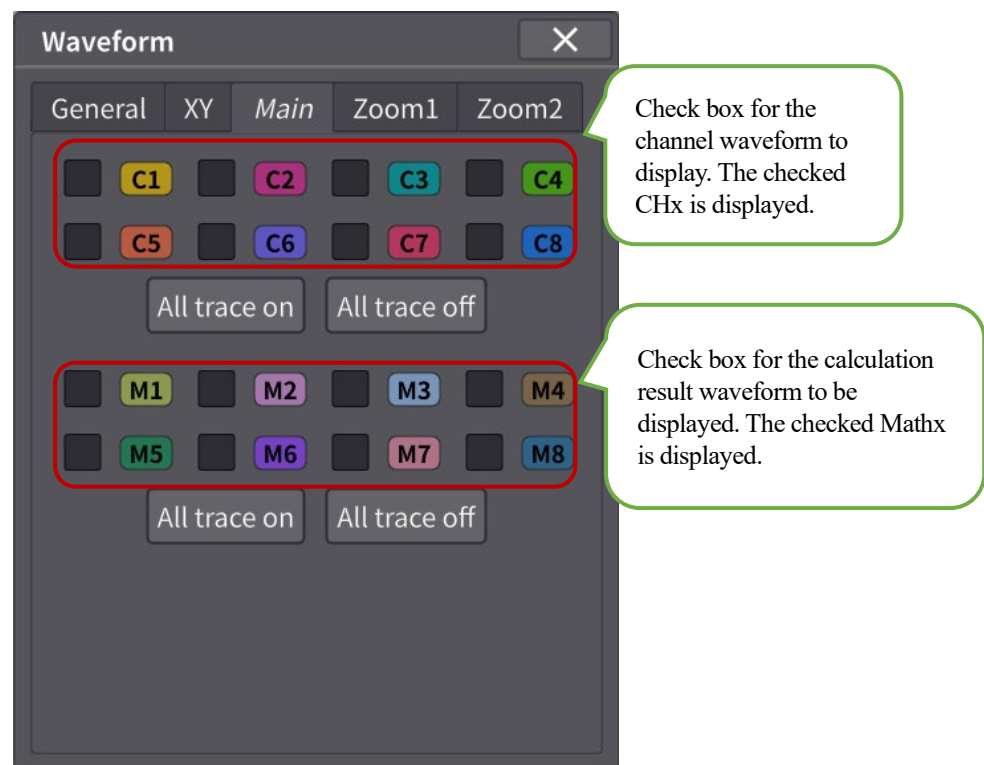 Waveform
General XY Main Zoom1 Zoom2
C1 C2 C3 C4
C5 C6 C7 C8
All trace on All trace off
M1 M2 M3 M4
M5 M6 M7 M8
All trace on All trace off
Check box for the
channel waveform to
display. The checked
CHx is displayed.
Check box for the calculation
result waveform to be
displayed. The checked Mathx
is displayed.